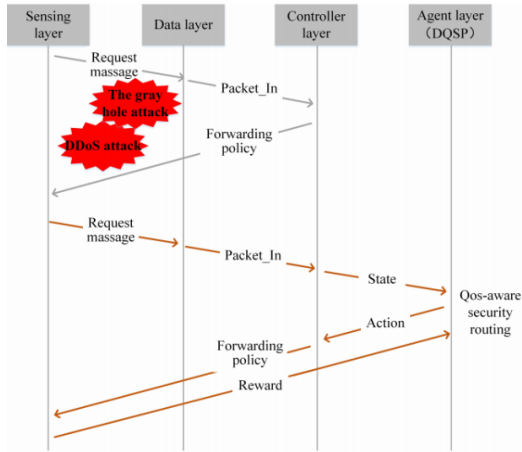 Sensing
layer
Data layer
Controller
layer
Agent layer
（DQSP）
Request
massage
Packet_In
The gray
hole attack
DDoS attack
Forwarding
policy
Request
massage
Packet_In
State
Qos-aware
security
routing
Action
Forwarding
policy
Reward